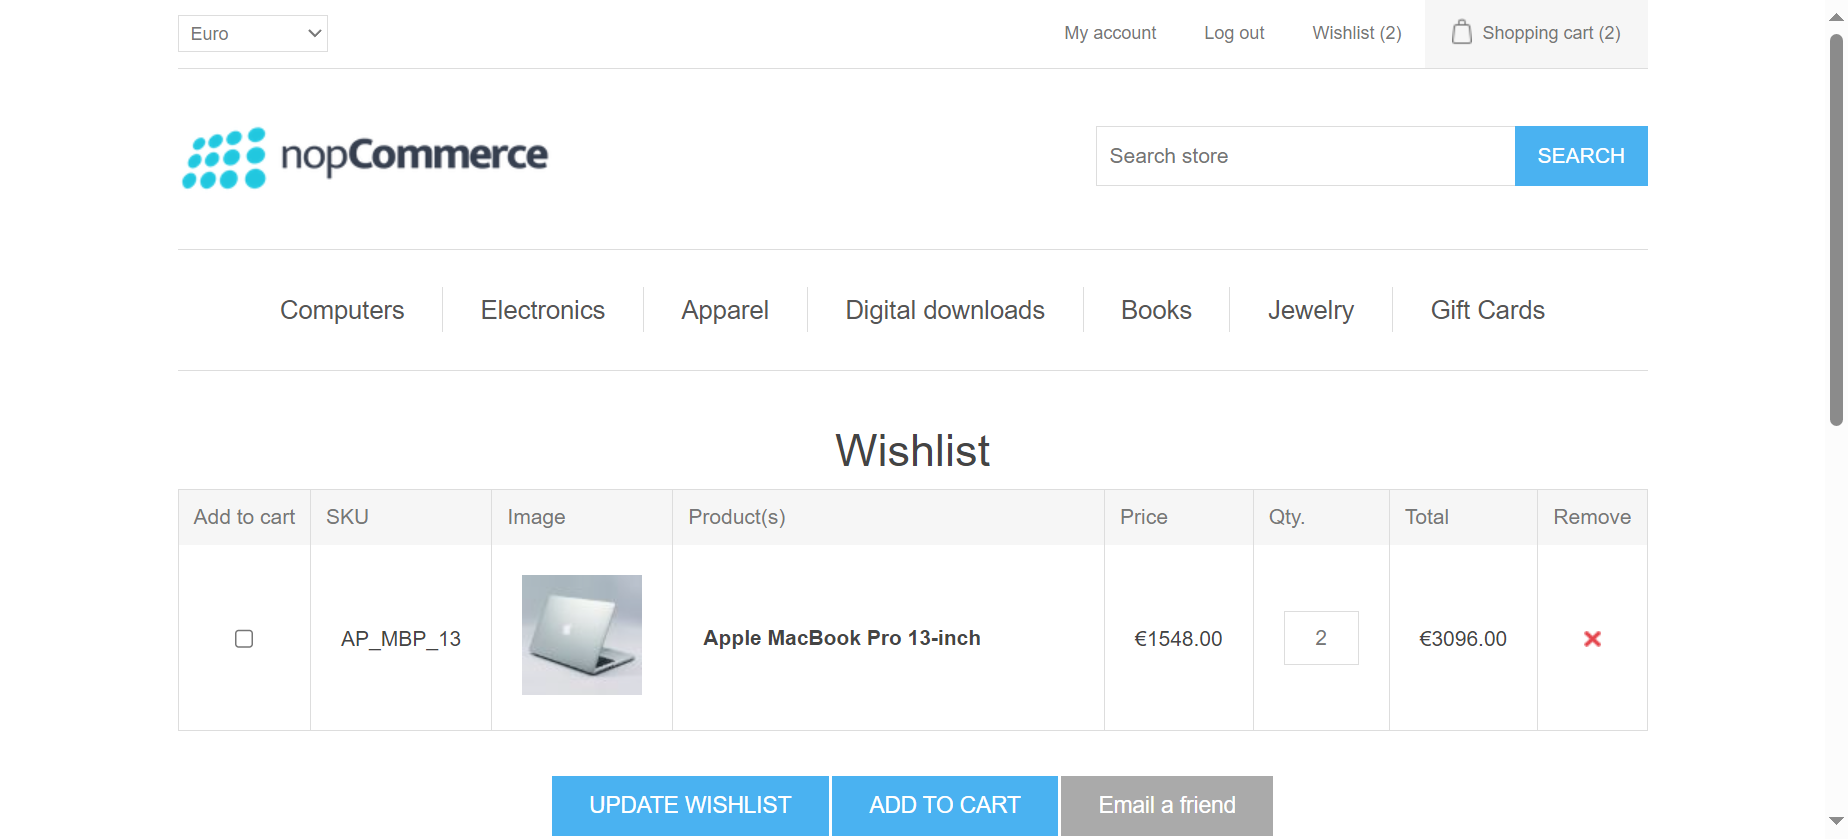 Euro
My account Log out Wishlist (2) Shopping cart (2)
nopCommerce
Search store SEARCH
Computers Electronics Apparel Digital downloads Books Jewelry Gift Cards
Wishlist
Add to cart SKU Image Product(s) Price Qty. Total Remove
AP_MBP_13 Apple MacBook Pro 13-inch €1548.00 2 €3096.00
UPDATE WISHLIST ADD TO CART Email a friend